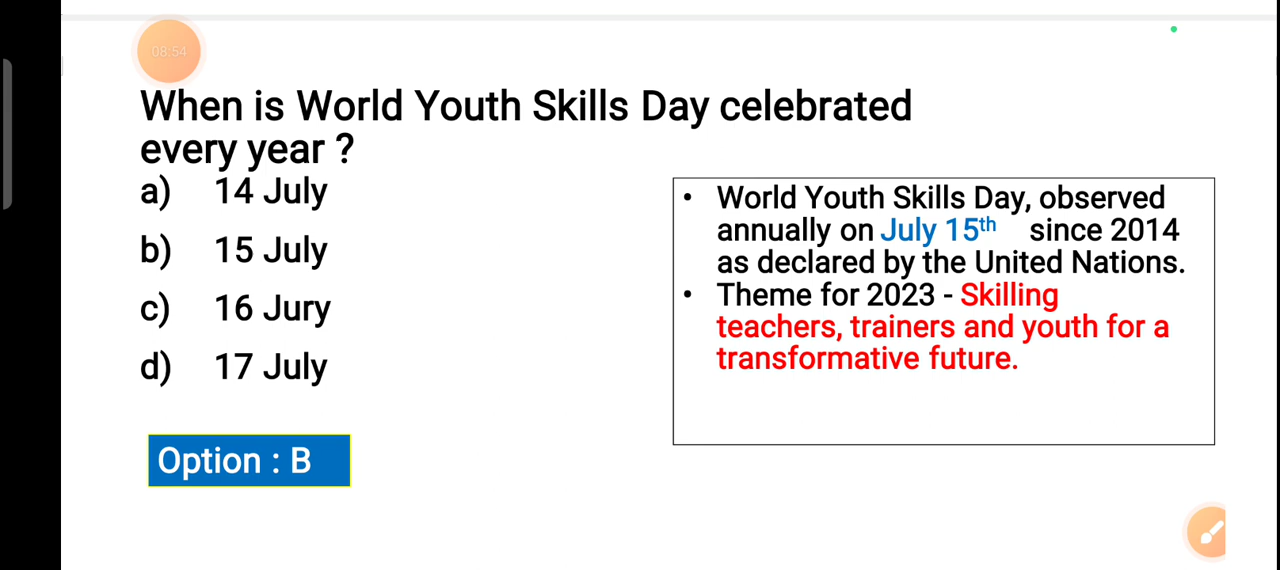 08:54
When is World Youth Skills Day celebrated
every year ?
a) 14 July
b) 15 July
c) 16 Jury
d) 17 July
Option : B
• World Youth Skills Day, observed
annually on July 15th since 2014
as declared by the United Nations.
• Theme for 2023 - Skilling
teachers, trainers and youth for a
transformative future.